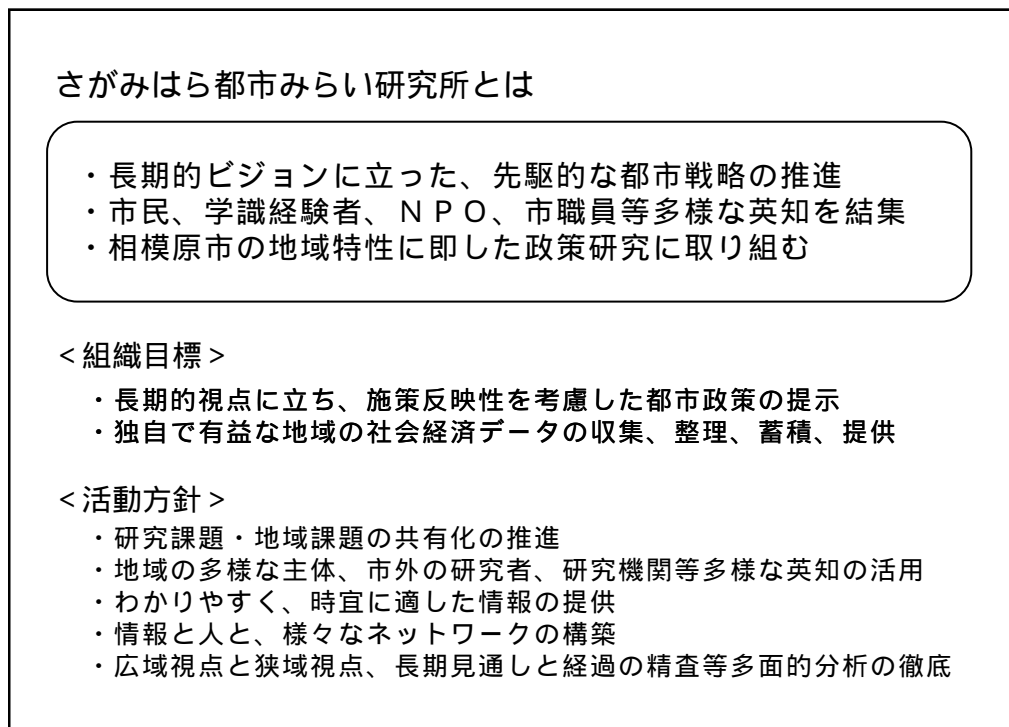 さがみはら都市みらい研究所とは
・長期的ビジョンに立った、先駆的な都市戦略の推進
・市民、学識経験者、ＮＰＯ、市職員等多様な英知を結集
・相模原市の地域特性に即した政策研究に取り組む
＜組織目標＞
・長期的視点に立ち、施策反映性を考慮した都市政策の提示
・独自で有益な地域の社会経済データの収集、整理、蓄積、提供
＜活動方針＞
・研究課題・地域課題の共有化の推進
・地域の多様な主体、市外の研究者、研究機関等多様な英知の活用
・わかりやすく、時宜に適した情報の提供
・情報と人と、様々なネットワークの構築
・広域視点と狭域視点、長期見通しと経過の精査等多面的分析の徹底